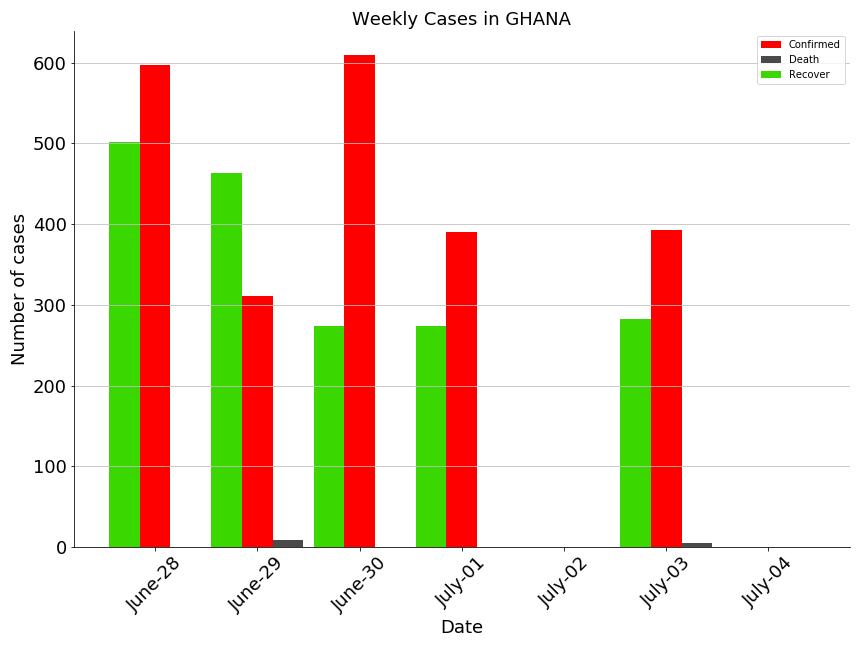 Weekly Cases in GHANA
Confirmed
Death
Recover
600
500
400
300
200
100
0
Number of cases
June-28
June-29
June-30
July-01
July-02
July-03
July-04
Date